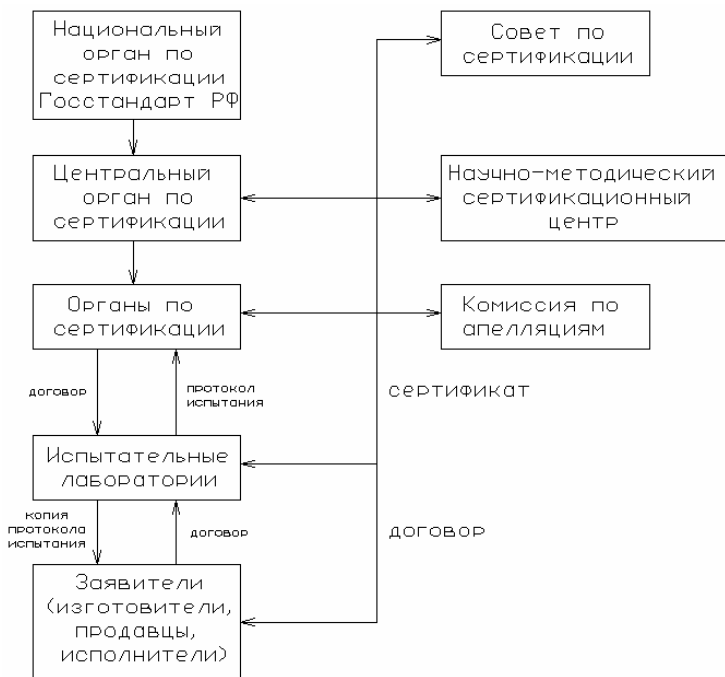 Национальный
орган по
сертификации
Госстандарт РФ
Совет по
сертификации
Центральный
орган по
сертификации
Научно-методический
сертификационный
центр
Органы по
сертификации
Комиссия по
апелляциям
договор
протокол
испытания
сертификат
Испытательные
лаборатории
копия
протокола
испытания
договор
договор
Заявители
(изготовители,
продавцы,
исполнители)